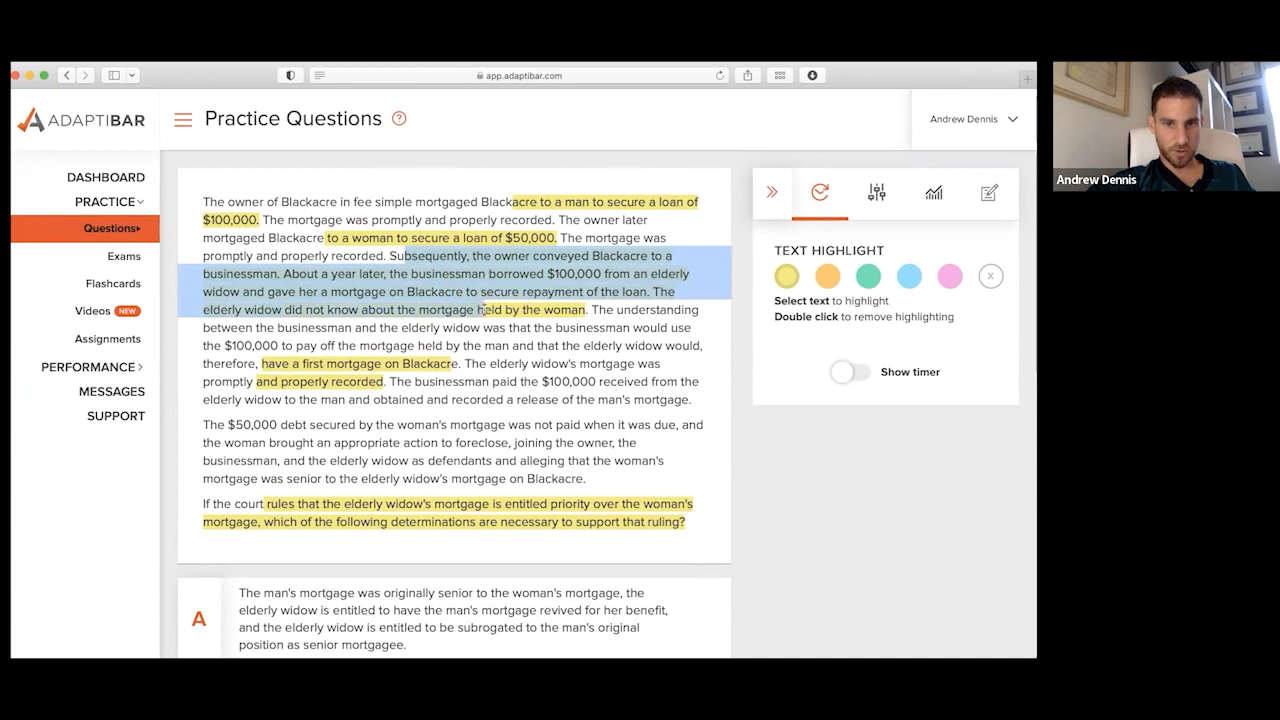 app.adaptibar.com
ADAPTIBAR
Practice Questions ?
Andrew Dennis
DASHBOARD
PRACTICE
Questions
Exams
Flashcards
Videos NEW
Assignments
PERFORMANCE
MESSAGES
SUPPORT
The owner of Blackacre in fee simple mortgaged Blackacre to a man to secure a loan of
$100,000. The mortgage was promptly and properly recorded. The owner later
mortgaged Blackacre to a woman to secure a loan of $50,000. The mortgage was
promptly and properly recorded. Subsequently, the owner conveyed Blackacre to a
businessman. About a year later, the businessman borrowed $100,000 from an elderly
widow and gave her a mortgage on Blackacre to secure repayment of the loan. The
elderly widow did not know about the mortgage held by the woman. The understanding
between the businessman and the elderly widow was that the businessman would use
the $100,000 to pay off the mortgage held by the man and that the elderly widow would,
therefore, have a first mortgage on Blackacre. The elderly widow's mortgage was
promptly and properly recorded. The businessman paid the $100,000 received from the
elderly widow to the man and obtained and recorded a release of the man's mortgage.
The $50,000 debt secured by the woman's mortgage was not paid when it was due, and
the woman brought an appropriate action to foreclose, joining the owner, the
businessman, and the elderly widow as defendants and alleging that the woman's
mortgage was senior to the elderly widow's mortgage on Blackacre.
If the court rules that the elderly widow's mortgage is entitled priority over the woman's
mortgage, which of the following determinations are necessary to support that ruling?
A
The man's mortgage was originally senior to the woman's mortgage, the
elderly widow is entitled to have the man's mortgage revived for her benefit,
and the elderly widow is entitled to be subrogated to the man's original
position as senior mortgagee.
TEXT HIGHLIGHT
x
Select text to highlight
Double click to remove highlighting
Show timer
Andrew Dennis